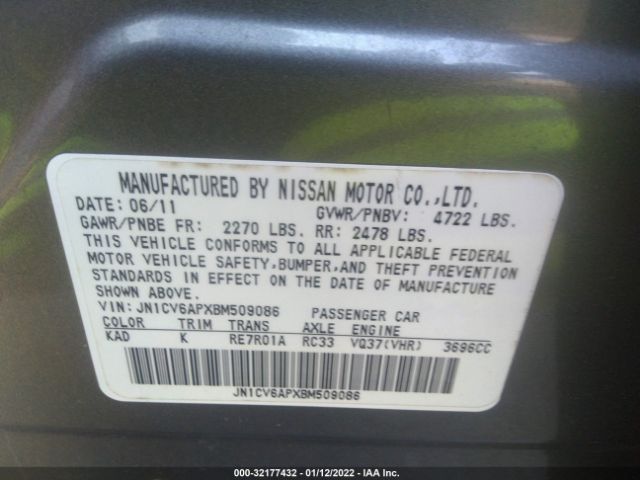 MANUFACTURED BY NISSAN MOTOR CO.,LTD.
DATE: 06/11 GVWR/PNBV: 4722 LBS.
GAWR/PNBE FR: 2270 LBS. RR: 2478 LBS.
THIS VEHICLE CONFORMS TO ALL APPLICABLE FEDERAL
MOTOR VEHICLE SAFETY,BUMPER,AND THEFT PREVENTION
STANDARDS IN EFFECT ON THE DATE OF MANUFACTURE
SHOWN ABOVE.
VIN: JN1CV6APXBM509086 PASSENGER CAR
COLOR TRIM TRANS AXLE ENGINE
KAD K RE7R01A RC33 VQ37(VHR) 3696CC
JN1CV6APXBM509086
000-32177432 - 01/12/2022 - IAA Inc.